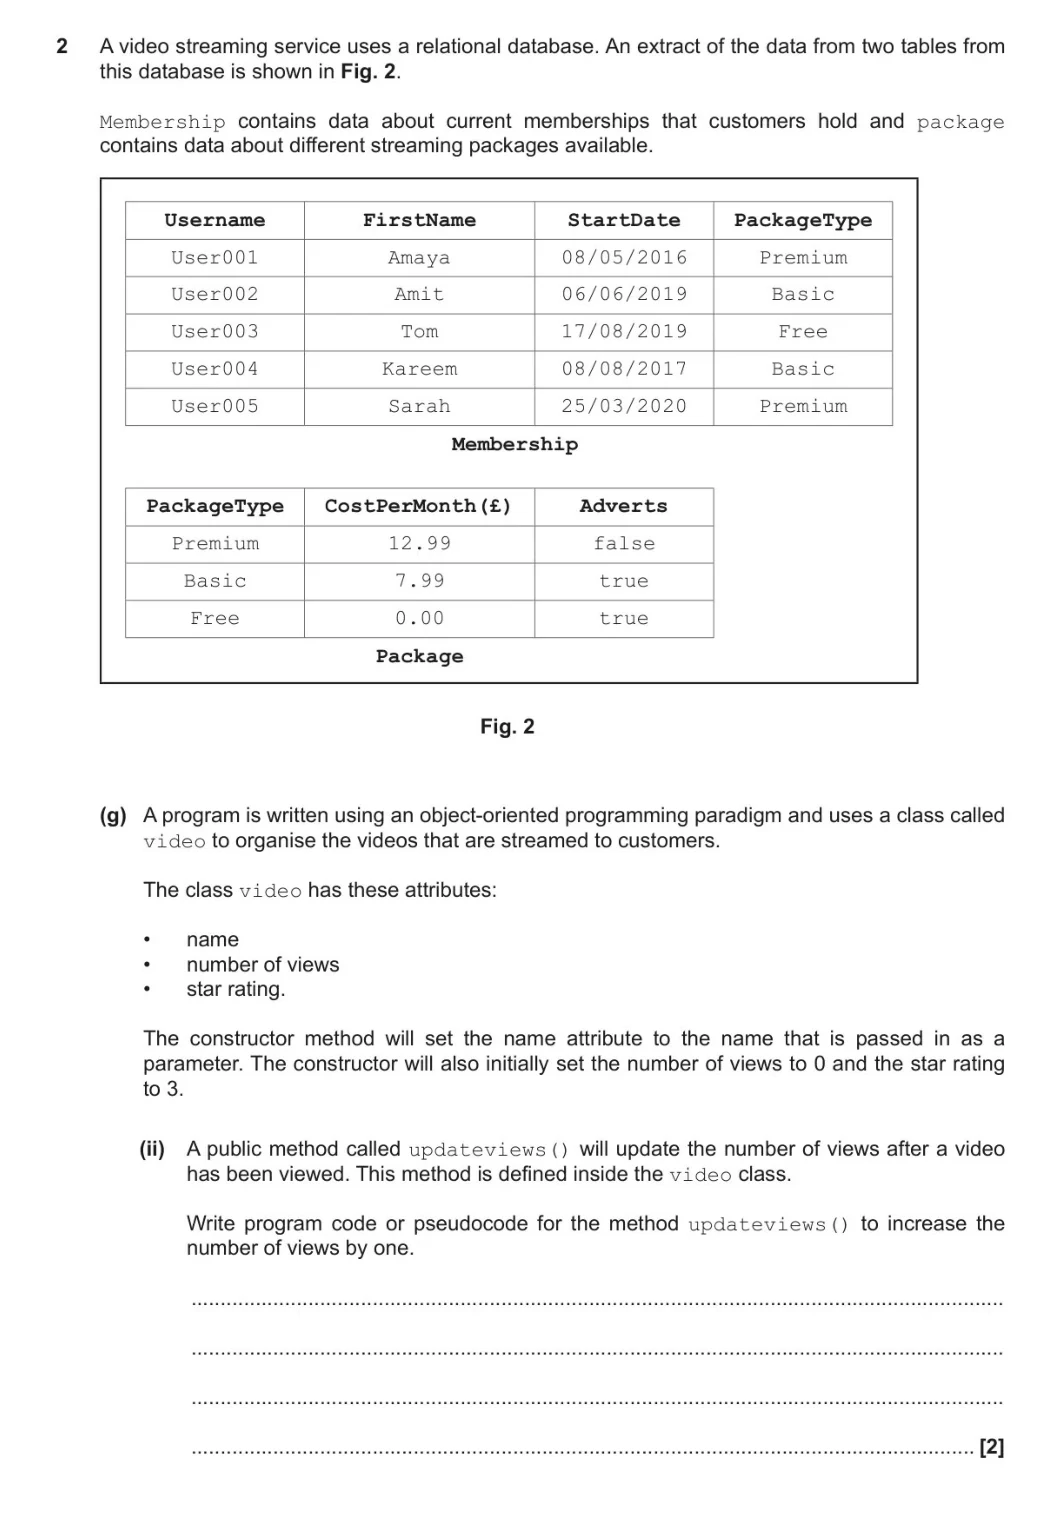 2 A video streaming service uses a relational database. An extract of the data from two tables from
this database is shown in Fig. 2.
Membership contains data about current memberships that customers hold and package
contains data about different streaming packages available.
Username FirstName StartDate PackageType
User001 Amaya 08/05/2016 Premium
User002 Amit 06/06/2019 Basic
User003 Tom 17/08/2019 Free
User004 Kareem 08/08/2017 Basic
User005 Sarah 25/03/2020 Premium
Membership
PackageType CostPerMonth(£) Adverts
Premium 12.99 false
Basic 7.99 true
Free 0.00 true
Package
Fig. 2
(g) A program is written using an object-oriented programming paradigm and uses a class called
video to organise the videos that are streamed to customers.
The class video has these attributes:
• name
• number of views
• star rating.
The constructor method will set the name attribute to the name that is passed in as a
parameter. The constructor will also initially set the number of views to 0 and the star rating
to 3.
(ii) A public method called updateviews() will update the number of views after a video
has been viewed. This method is defined inside the video class.
Write program code or pseudocode for the method updateviews() to increase the
number of views by one.
[2]